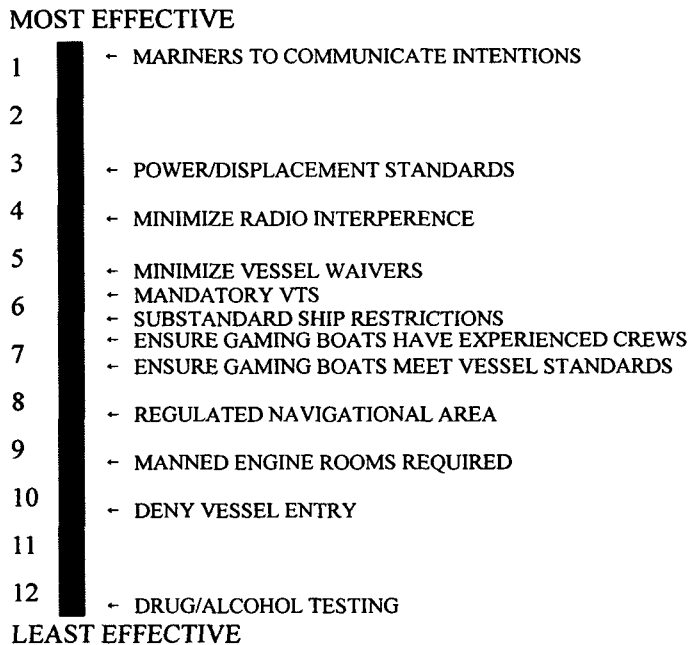 MOST EFFECTIVE
1 ← MARINERS TO COMMUNICATE INTENTIONS
2
3 ← POWER/DISPLACEMENT STANDARDS
4 ← MINIMIZE RADIO INTERPERENCE
5 ← MINIMIZE VESSEL WAIVERS
← MANDATORY VTS
6 ← SUBSTANDARD SHIP RESTRICTIONS
← ENSURE GAMING BOATS HAVE EXPERIENCED CREWS
7 ← ENSURE GAMING BOATS MEET VESSEL STANDARDS
8 ← REGULATED NAVIGATIONAL AREA
9 ← MANNED ENGINE ROOMS REQUIRED
10 ← DENY VESSEL ENTRY
11
12 ← DRUG/ALCOHOL TESTING
LEAST EFFECTIVE